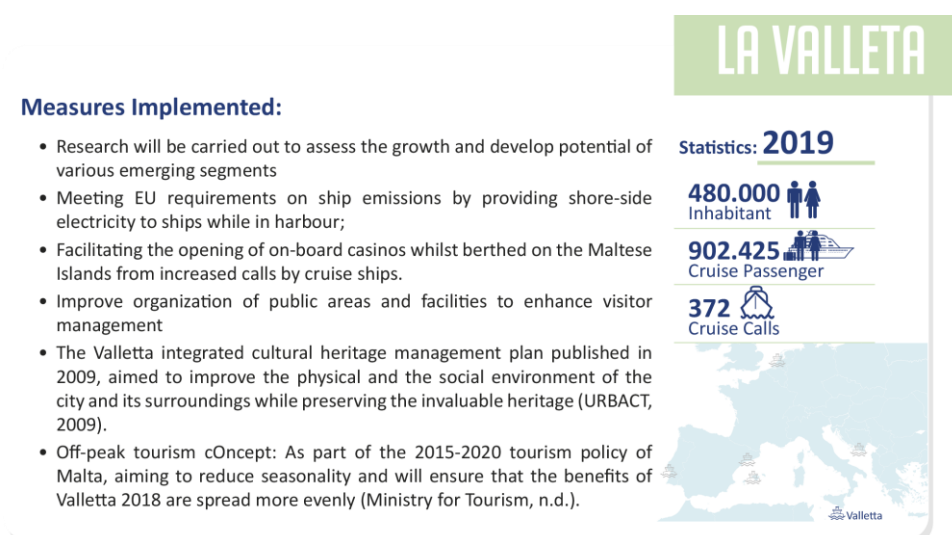 LA VALLETA
Measures Implemented:
• Research will be carried out to assess the growth and develop potential of
various emerging segments
• Meeting EU requirements on ship emissions by providing shore-side
electricity to ships while in harbour;
• Facilitating the opening of on-board casinos whilst berthed on the Maltese
Islands from increased calls by cruise ships.
• Improve organization of public areas and facilities to enhance visitor
management
• The Valletta integrated cultural heritage management plan published in
2009, aimed to improve the physical and the social environment of the
city and its surroundings while preserving the invaluable heritage (URBACT,
2009).
• Off-peak tourism cOncept: As part of the 2015-2020 tourism policy of
Malta, aiming to reduce seasonality and will ensure that the benefits of
Valletta 2018 are spread more evenly (Ministry for Tourism, n.d.).
Statistics: 2019
480.000
Inhabitant
902.425
Cruise Passenger
372
Cruise Calls
Valletta